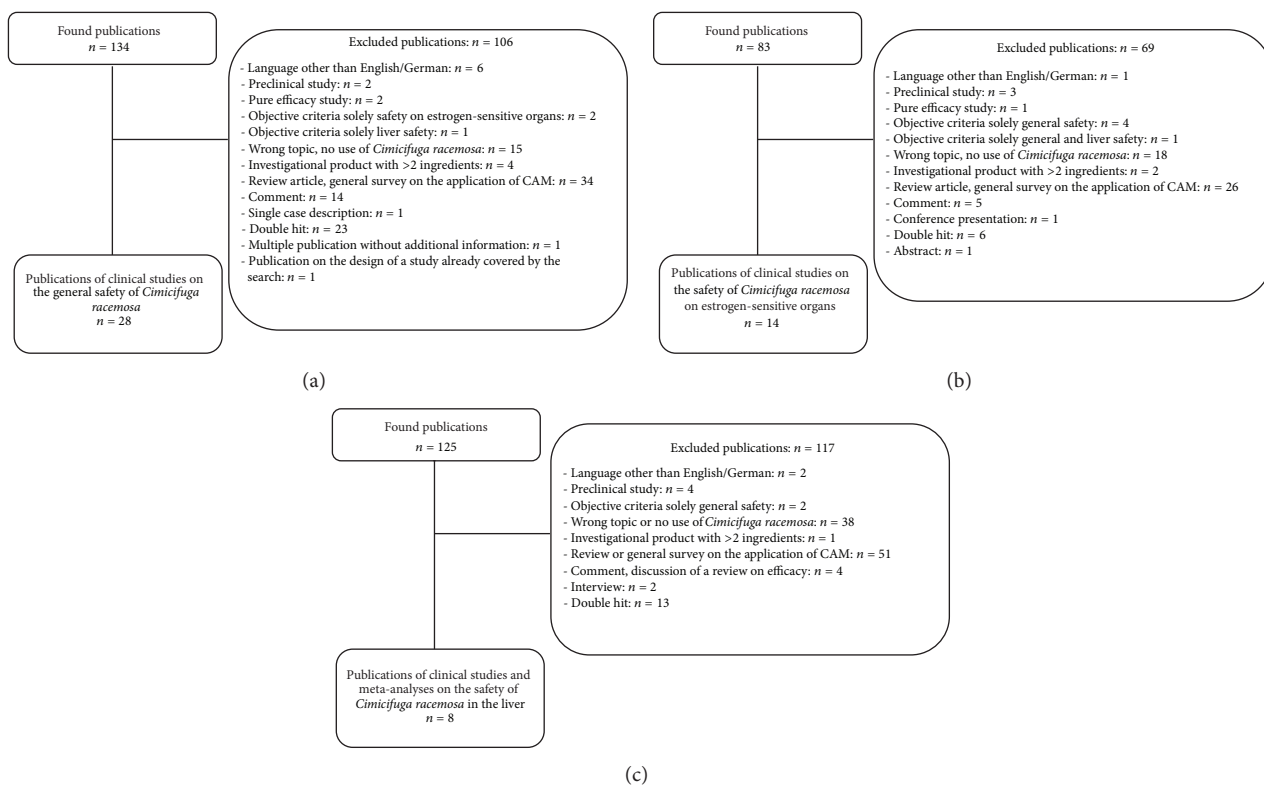 Found publications
n = 134
Excluded publications: n = 106
- Language other than English/German: n = 6
- Preclinical study: n = 2
- Pure efficacy study: n = 2
- Objective criteria solely safety on estrogen-sensitive organs: n = 2
- Objective criteria solely liver safety: n = 1
- Wrong topic, no use of Cimicifuga racemosa: n = 15
- Investigational product with >2 ingredients: n = 4
- Review article, general survey on the application of CAM: n = 34
- Comment: n = 14
- Single case description: n = 1
- Double hit: n = 23
- Multiple publication without additional information: n = 1
- Publication on the design of a study already covered by the
search: n = 1
Publications of clinical studies on
the general safety of Cimicifuga
racemosa
n = 28
(a)
Found publications
n = 83
Excluded publications: n = 69
- Language other than English/German: n = 1
- Preclinical study: n = 3
- Pure efficacy study: n = 1
- Objective criteria solely general safety: n = 4
- Objective criteria solely general and liver safety: n = 1
- Wrong topic, no use of Cimicifuga racemosa: n = 18
- Investigational product with >2 ingredients: n = 2
- Review article, general survey on the application of CAM: n = 26
- Comment: n = 5
- Conference presentation: n = 1
- Double hit: n = 6
- Abstract: n = 1
Publications of clinical studies on
the safety of Cimicifuga racemosa
on estrogen-sensitive organs
n = 14
(b)
Found publications
n = 125
Excluded publications: n = 117
- Language other than English/German: n = 2
- Preclinical study: n = 4
- Objective criteria solely general safety: n = 2
- Wrong topic or no use of Cimicifuga racemosa: n = 38
- Investigational product with >2 ingredients: n = 1
- Review or general survey on the application of CAM: n = 51
- Comment, discussion of a review on efficacy: n = 4
- Interview: n = 2
- Double hit: n = 13
Publications of clinical studies and
meta-analyses on the safety of
Cimicifuga racemosa in the liver
n = 8
(c)